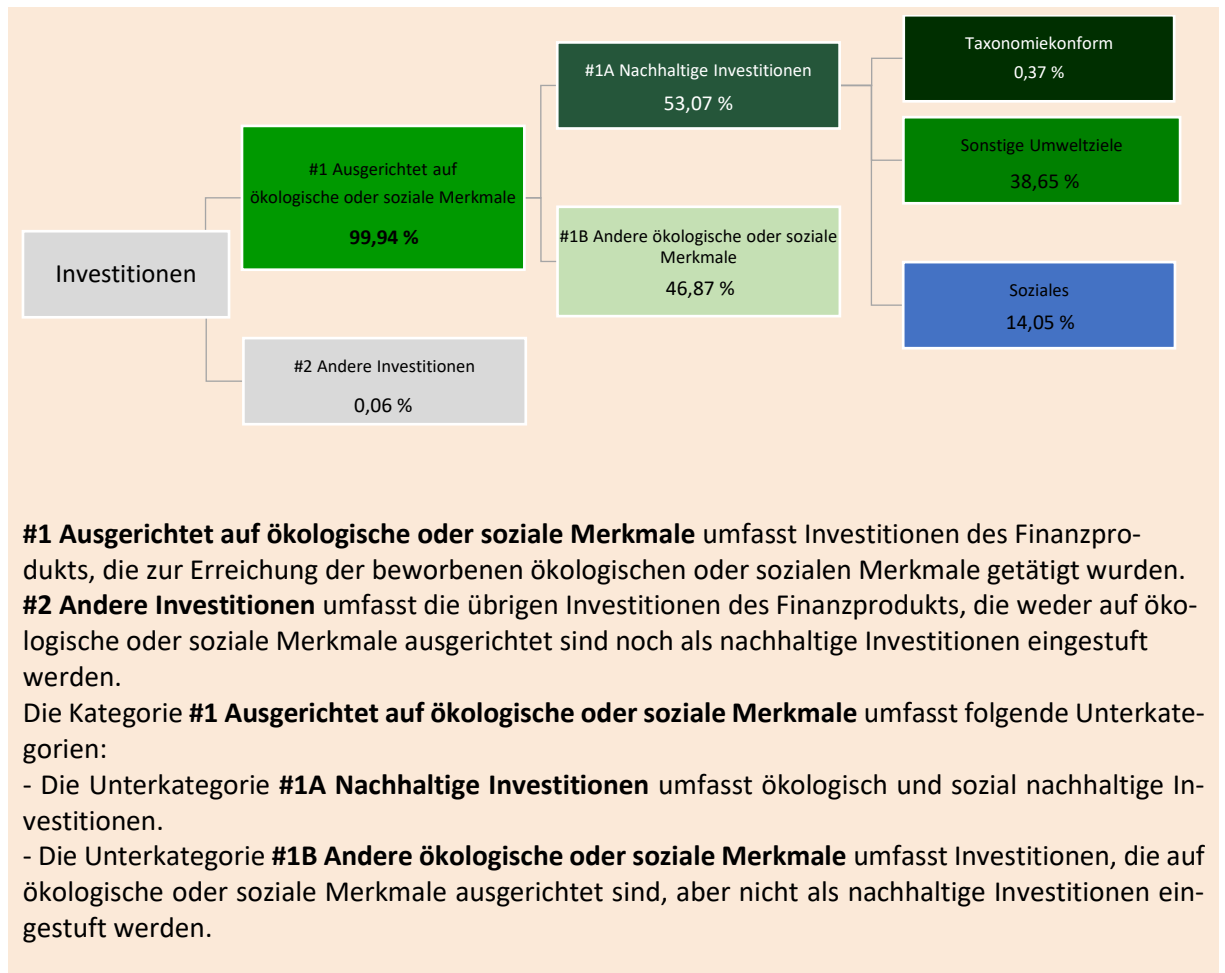 Investitionen
#1 Ausgerichtet auf
ökologische oder soziale Merkmale
99,94 %
#2 Andere Investitionen
0,06 %
#1A Nachhaltige Investitionen
53,07 %
#1B Andere ökologische oder soziale
Merkmale
46,87 %
Taxonomiekonform
0,37 %
Sonstige Umweltziele
38,65 %
Soziales
14,05 %
#1 Ausgerichtet auf ökologische oder soziale Merkmale umfasst Investitionen des Finanzpro-
dukts, die zur Erreichung der beworbenen ökologischen oder sozialen Merkmale getätigt wurden.
#2 Andere Investitionen umfasst die übrigen Investitionen des Finanzprodukts, die weder auf öko-
logische oder soziale Merkmale ausgerichtet sind noch als nachhaltige Investitionen eingestuft
werden.
Die Kategorie #1 Ausgerichtet auf ökologische oder soziale Merkmale umfasst folgende Unterkate-
gorien:
- Die Unterkategorie #1A Nachhaltige Investitionen umfasst ökologisch und sozial nachhaltige In-
vestitionen.
- Die Unterkategorie #1B Andere ökologische oder soziale Merkmale umfasst Investitionen, die auf
ökologische oder soziale Merkmale ausgerichtet sind, aber nicht als nachhaltige Investitionen ein-
gestuft werden.